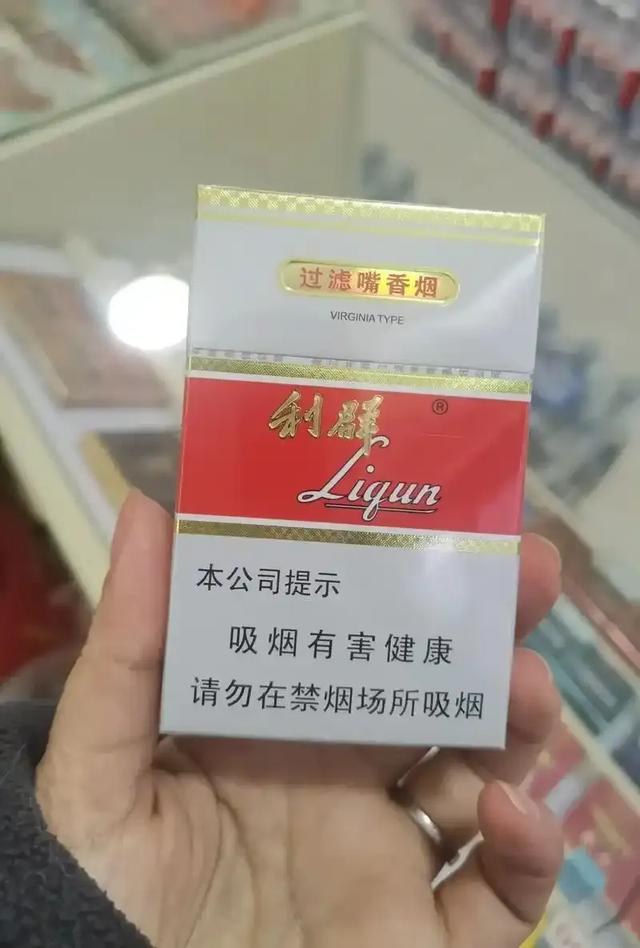 过滤嘴香烟
VIRGINIA TYPE
利群
®
Liqun
本公司提示
吸烟有害健康
请勿在禁烟场所吸烟